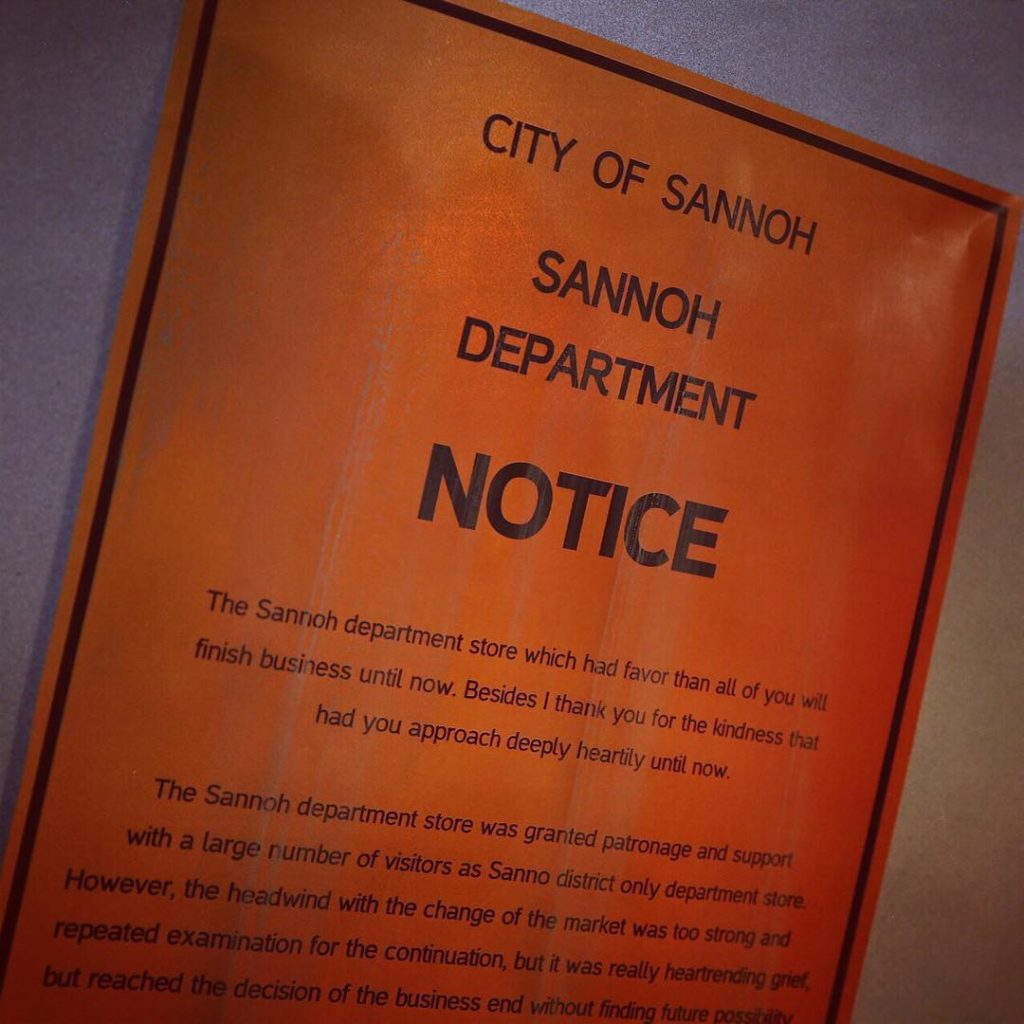 CITY OF SANNOH
SANNOH
DEPARTMENT
NOTICE
The Sannoh department store which had favor than all of you will
finish business until now. Besides I thank you for the kindness that
had you approach deeply heartily until now.
The Sannoh department store was granted patronage and support
with a large number of visitors as Sanno district only department store.
However, the headwind with the change of the market was too strong and
repeated examination for the continuation, but it was really heartrending grief,
but reached the decision of the business end without finding future possibility